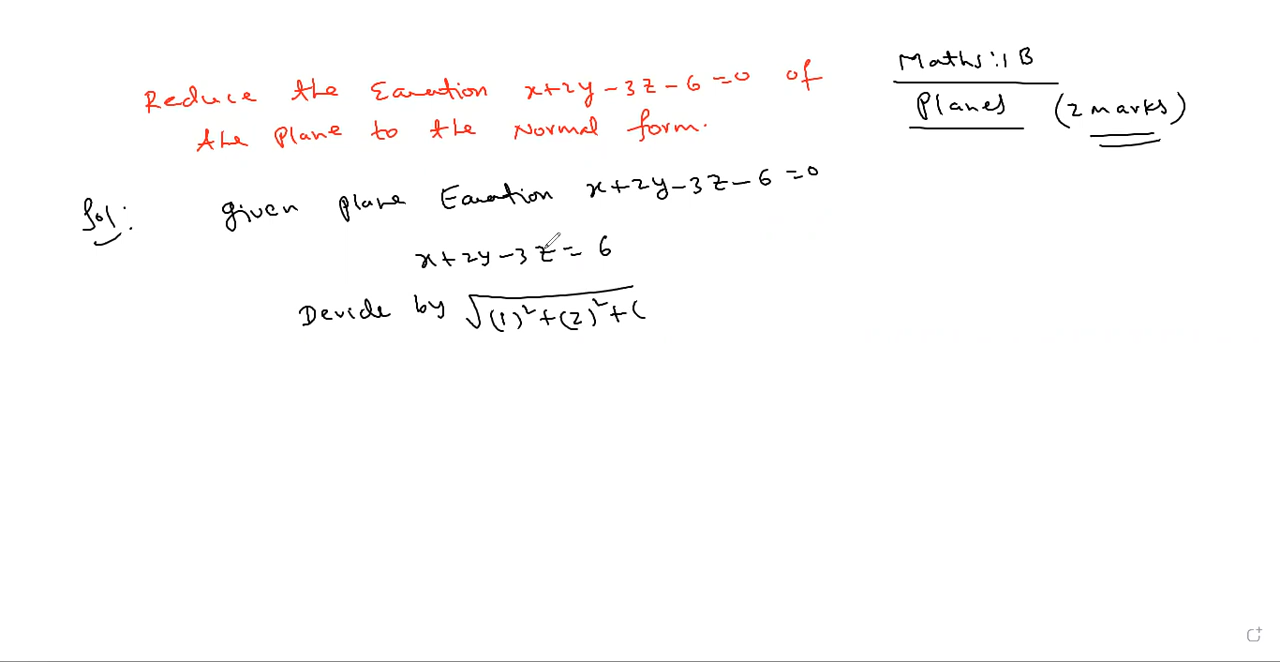 Maths:1B
Planes (2 marks)
Reduce the Equation x+2y-3z-6=0 of
the Plane to the Normal form.
Sol: Given plane Equation x+2y-3z-6=0
x+2y-3z=6
Devide by √(1)²+(2)²+(